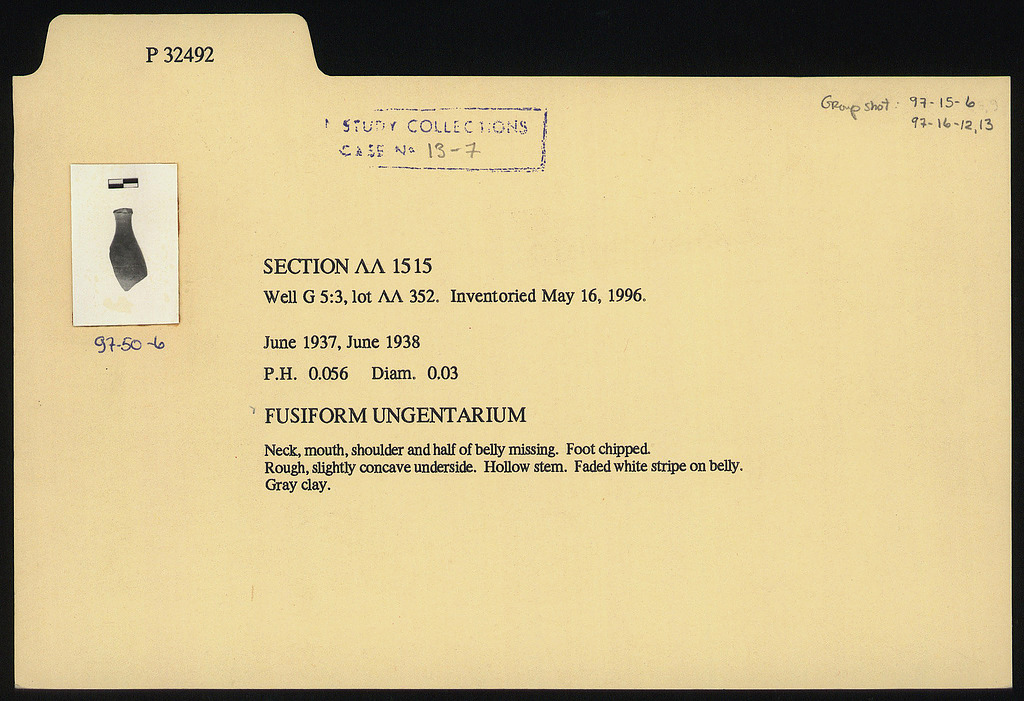 P 32492
Group shot: 97-15-6
97-16-12,13
STUDY COLLECTIONS
CASE No 13-7
SECTION ΛΛ 1515
Well G 5:3, lot ΛΛ 352. Inventoried May 16, 1996.
97-50-6
June 1937, June 1938
P.H. 0.056 Diam. 0.03
FUSIFORM UNGENTARIUM
Neck, mouth, shoulder and half of belly missing. Foot chipped.
Rough, slightly concave underside. Hollow stem. Faded white stripe on belly.
Gray clay.